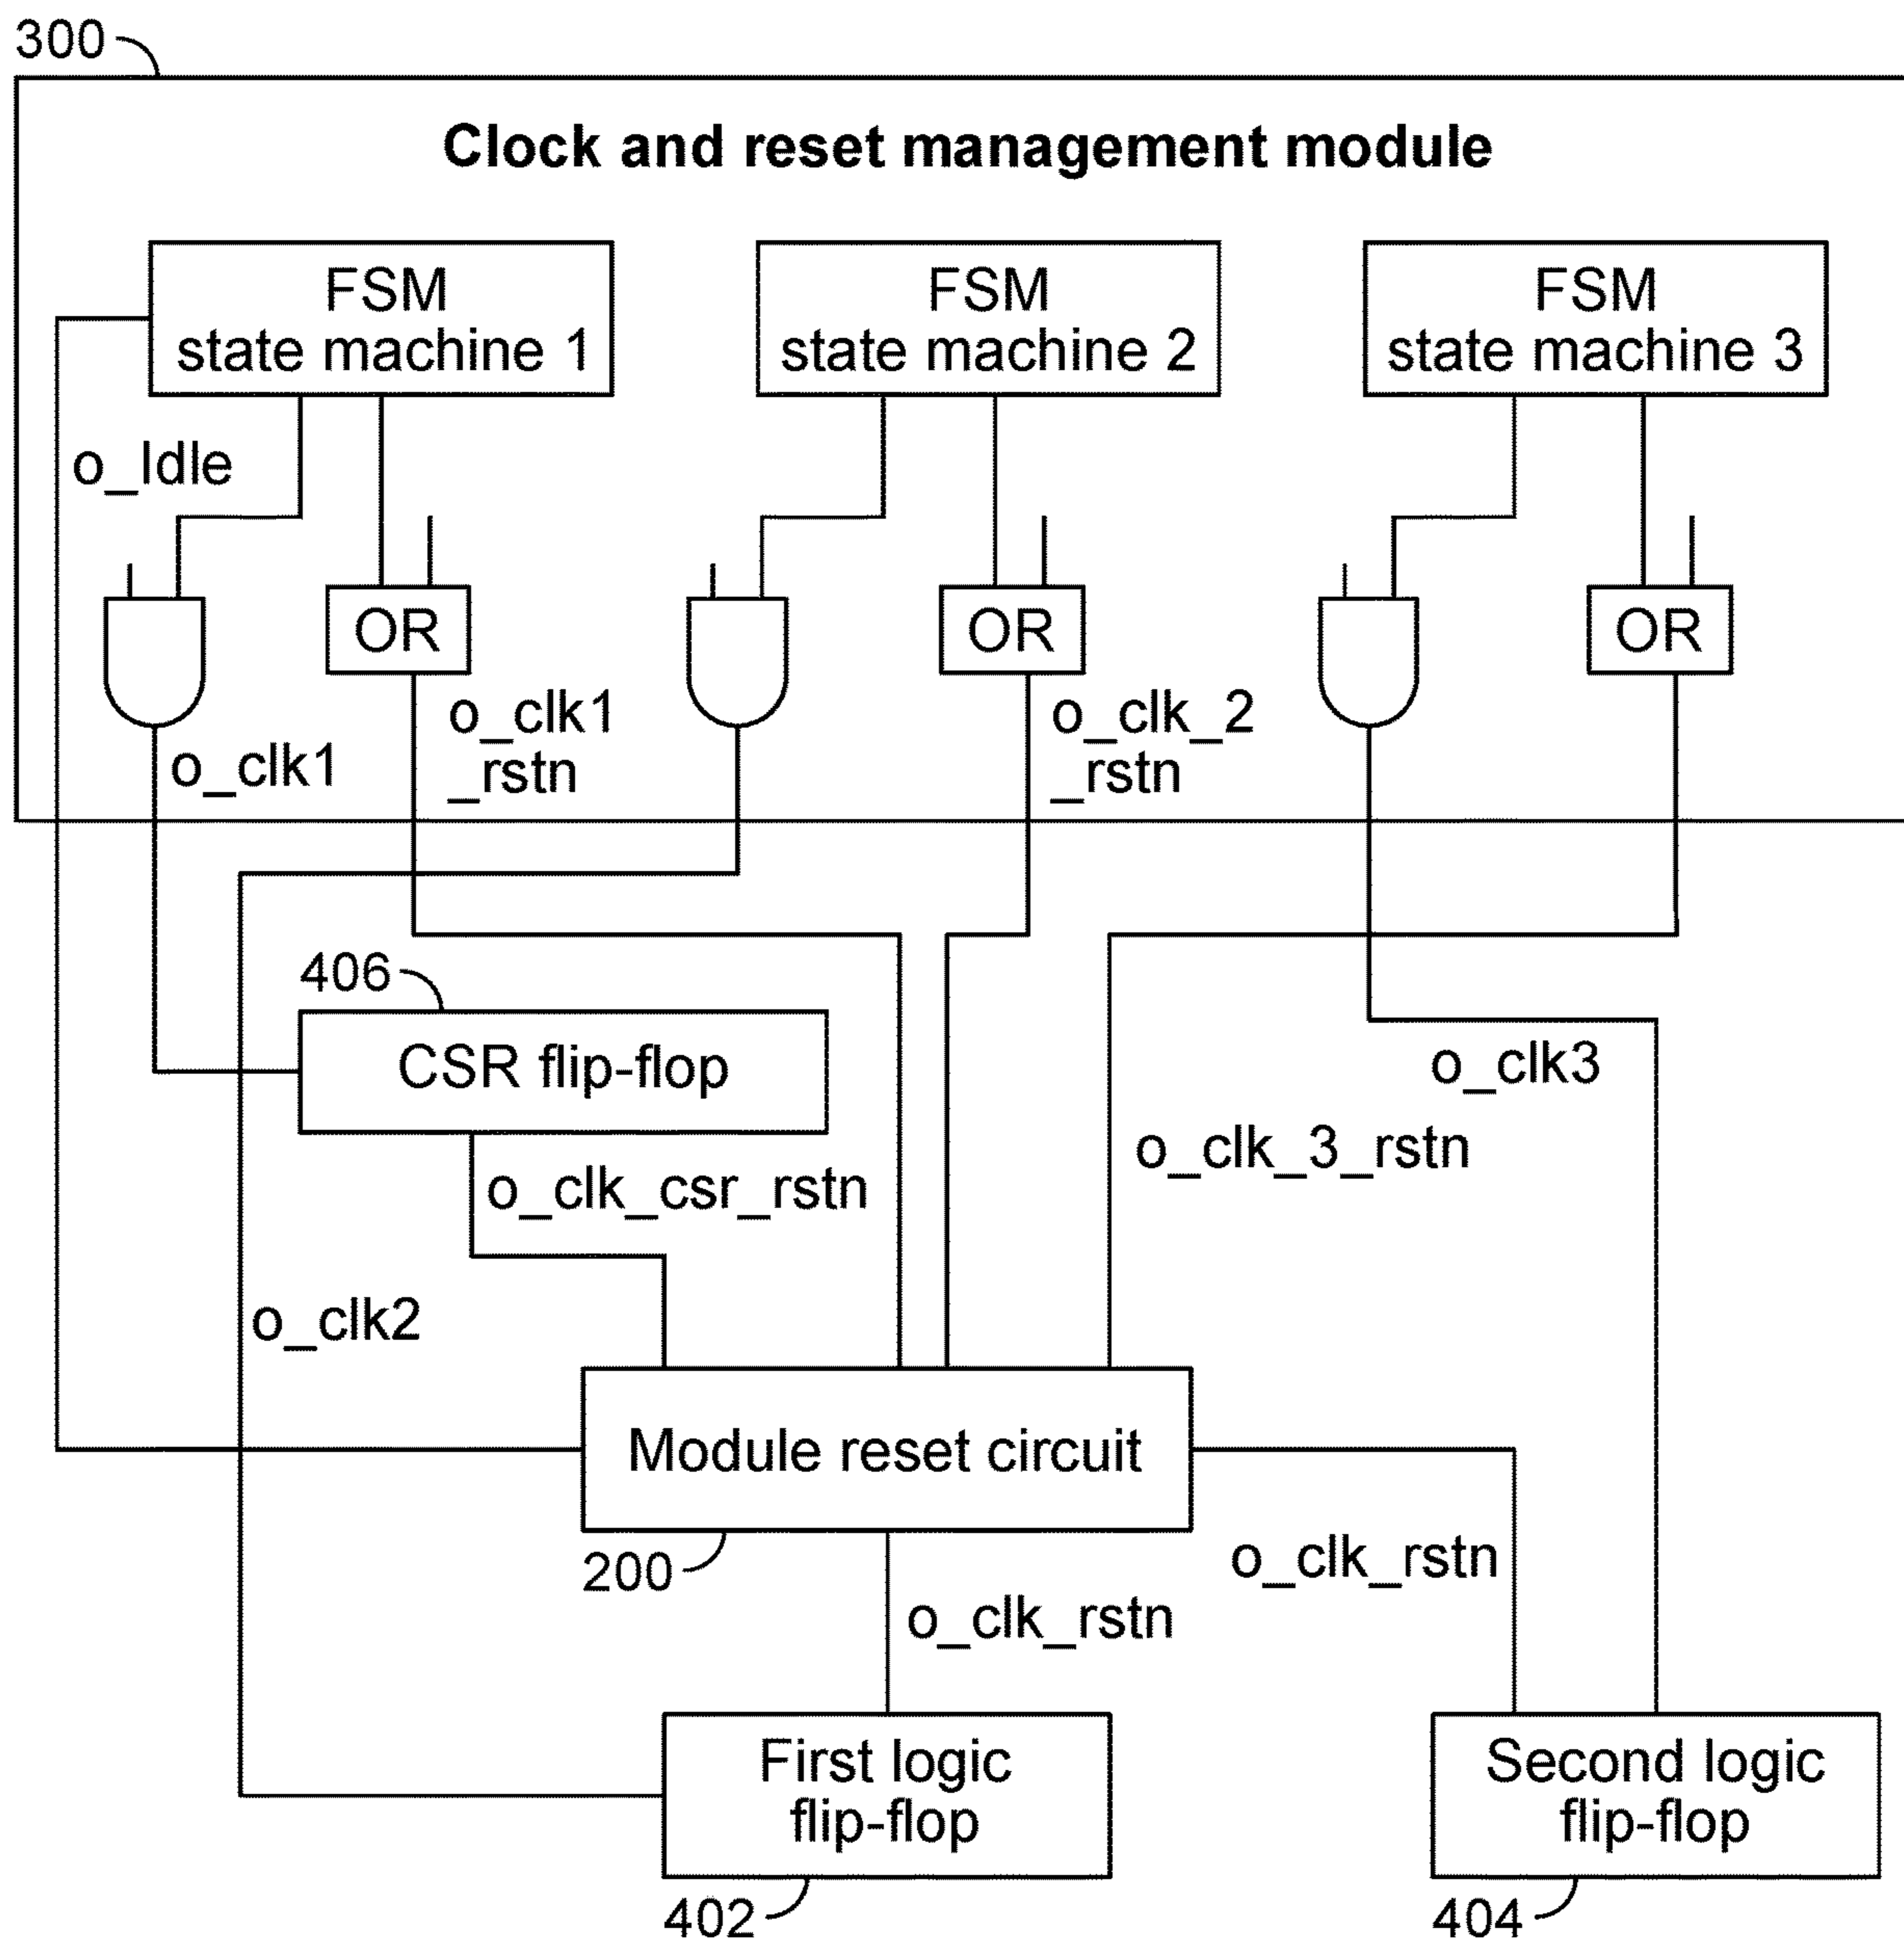 300
Clock and reset management module
FSM
state machine 1
FSM
state machine 2
FSM
state machine 3
o_Idle
OR
OR
OR
o_clk1
o_clk1
_rstn
o_clk_2
_rstn
406
CSR flip-flop
o_clk3
o_clk_3_rstn
o_clk_csr_rstn
o_clk2
Module reset circuit
200
o_clk_rstn
o_clk_rstn
First logic
flip-flop
Second logic
flip-flop
402
404